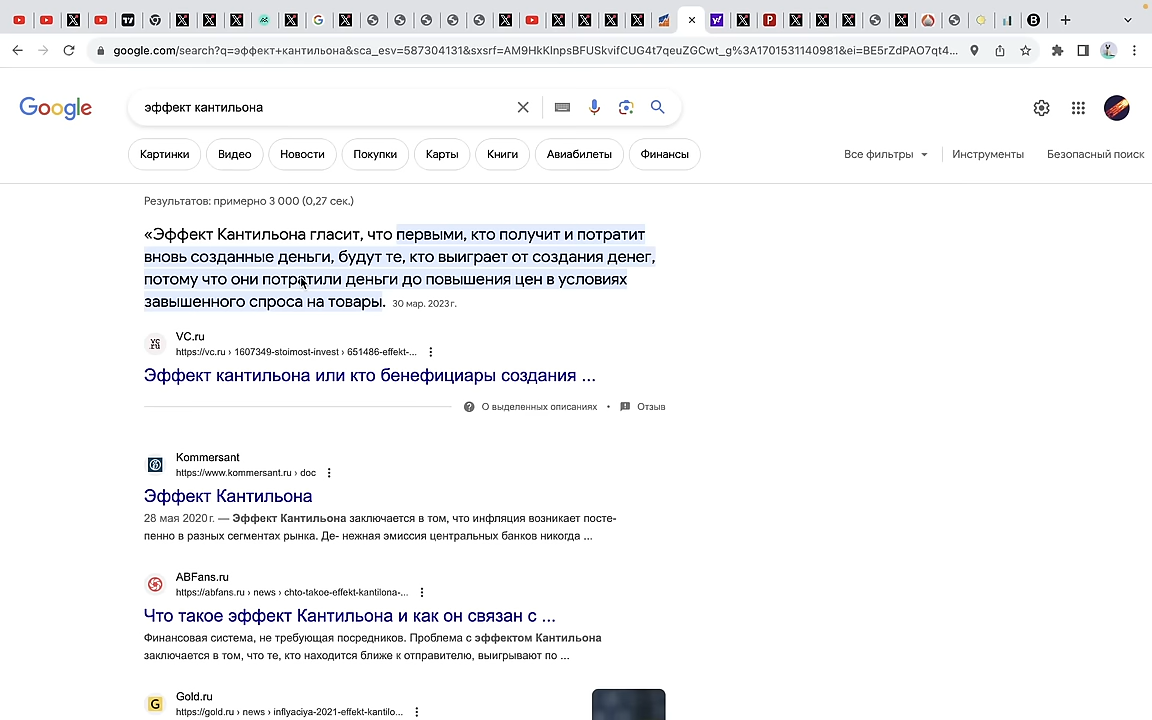 google.com/search?q=эффект+кантильона&sca_esv=587304131&sxsrf=AM9HkKlnpsBFUSkvifCUG4t7qeuZGCwt_g%3A1701531140981&ei=BE5rZdPAO7qt4...
Google
эффект кантильона
Картинки Видео Новости Покупки Карты Книги Авиабилеты Финансы Все фильтры Инструменты Безопасный поиск
Результатов: примерно 3 000 (0,27 сек.)
«Эффект Кантильона гласит, что первыми, кто получит и потратит
вновь созданные деньги, будут те, кто выиграет от создания денег,
потому что они потратили деньги до повышения цен в условиях
завышенного спроса на товары. 30 мар. 2023 г.
VC.ru
https://vc.ru › 1607349-stoimost-invest › 651486-effekt-...
Эффект кантильона или кто бенефициары создания ...
О выделенных описаниях • Отзыв
Kommersant
https://www.kommersant.ru › doc
Эффект Кантильона
28 мая 2020 г. — Эффект Кантильона заключается в том, что инфляция возникает посте-
пенно в разных сегментах рынка. Де- нежная эмиссия центральных банков никогда ...
ABFans.ru
https://abfans.ru › news › chto-takoe-effekt-kantilona-...
Что такое эффект Кантильона и как он связан с ...
Финансовая система, не требующая посредников. Проблема с эффектом Кантильона
заключается в том, что те, кто находится ближе к отправителю, выигрывают по ...
Gold.ru
https://gold.ru › news › inflyaciya-2021-effekt-kantilo...